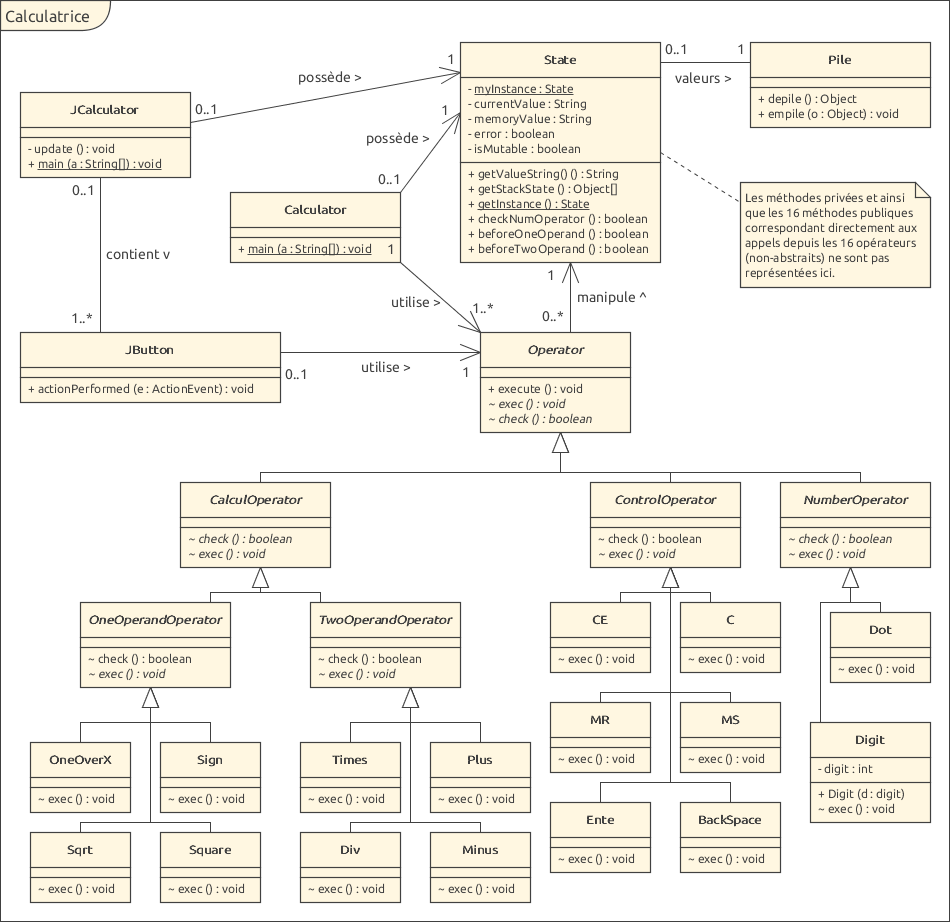 Calculatrice
State
- myInstance : State
- currentValue : String
- memoryValue : String
- error : boolean
- isMutable : boolean
+ getValueString() () : String
+ getStackState () : Object[]
+ getInstance () : State
+ checkNumOperator () : boolean
+ beforeOneOperand () : boolean
+ beforeTwoOperand () : boolean
0..1
1
valeurs >
Pile
+ depile () : Object
+ empile (o : Object) : void
1
possède >
0..1
JCalculator
- update () : void
+ main (a : String[]) : void
1
possède >
0..1
Calculator
+ main (a : String[]) : void
Les méthodes privées et ainsi
que les 16 méthodes publiques
correspondant directement aux
appels depuis les 16 opérateurs
(non-abstraits) ne sont pas
représentées ici.
0..1
contient v
1..*
1
utilise >
1..*
1
manipule ^
0..*
JButton
+ actionPerformed (e : ActionEvent) : void
0..1
utilise >
1
Operator
+ execute () : void
~ exec () : void
~ check () : boolean
CalculOperator
~ check () : boolean
~ exec () : void
ControlOperator
~ check () : boolean
~ exec () : void
NumberOperator
~ check () : boolean
~ exec () : void
OneOperandOperator
~ check () : boolean
~ exec () : void
TwoOperandOperator
~ check () : boolean
~ exec () : void
CE
~ exec () : void
C
~ exec () : void
Dot
~ exec () : void
MR
~ exec () : void
MS
~ exec () : void
Digit
- digit : int
+ Digit (d : digit)
~ exec () : void
OneOverX
~ exec () : void
Sign
~ exec () : void
Times
~ exec () : void
Plus
~ exec () : void
Ente
~ exec () : void
BackSpace
~ exec () : void
Sqrt
~ exec () : void
Square
~ exec () : void
Div
~ exec () : void
Minus
~ exec () : void